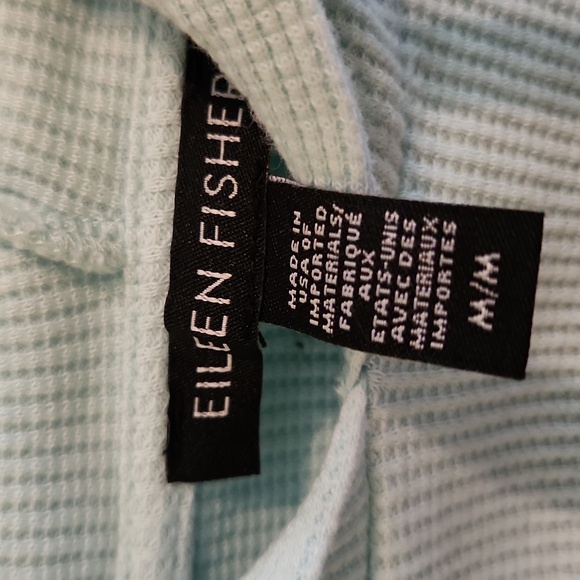 EILEEN FISHER
MADE IN
USA OF
IMPORTED
MATERIALS/
FABRIQUÉ
AUX
ETATS-UNIS
AVEC DES
MATERIAUX
IMPORTES
M/M